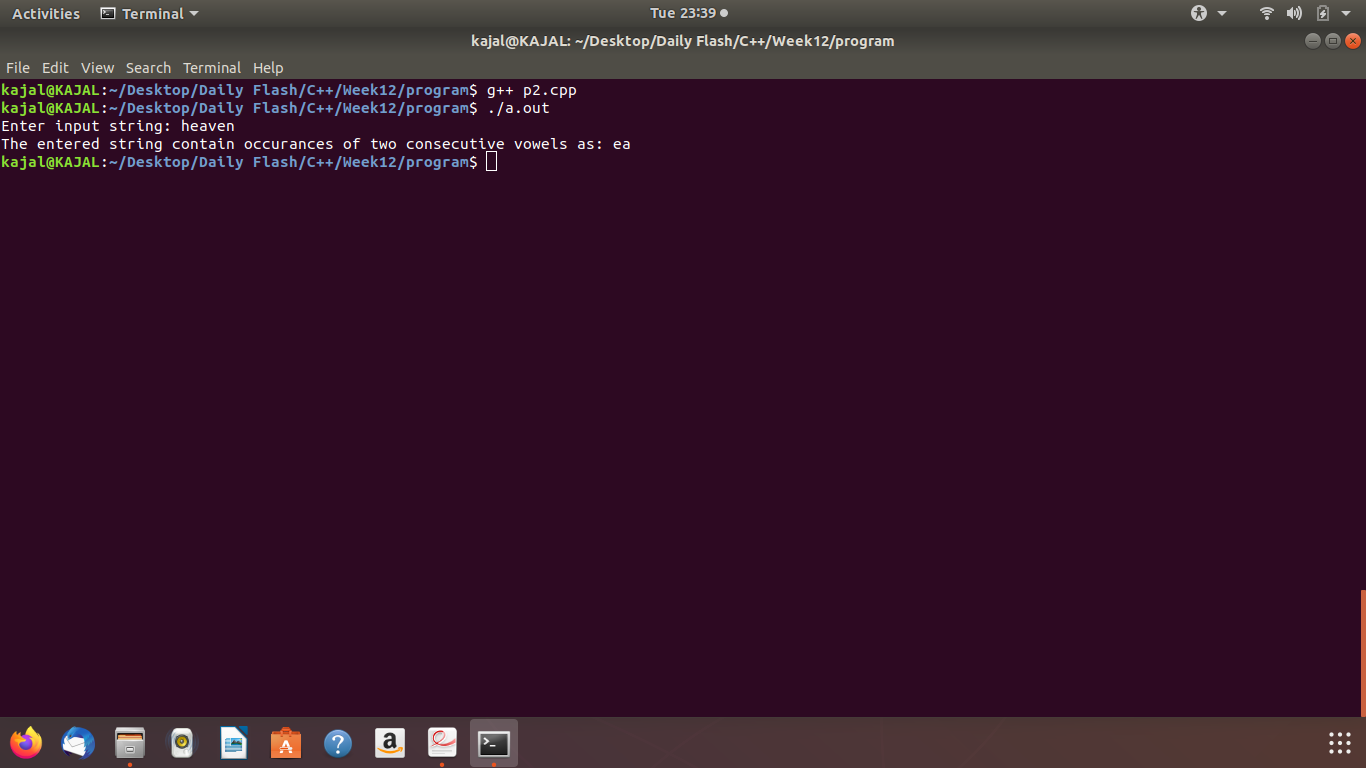 Activities Terminal Tue 23:39
kajal@KAJAL: ~/Desktop/Daily Flash/C++/Week12/program
File Edit View Search Terminal Help
kajal@KAJAL:~/Desktop/Daily Flash/C++/Week12/program$ g++ p2.cpp
kajal@KAJAL:~/Desktop/Daily Flash/C++/Week12/program$ ./a.out
Enter input string: heaven
The entered string contain occurances of two consecutive vowels as: ea
kajal@KAJAL:~/Desktop/Daily Flash/C++/Week12/program$